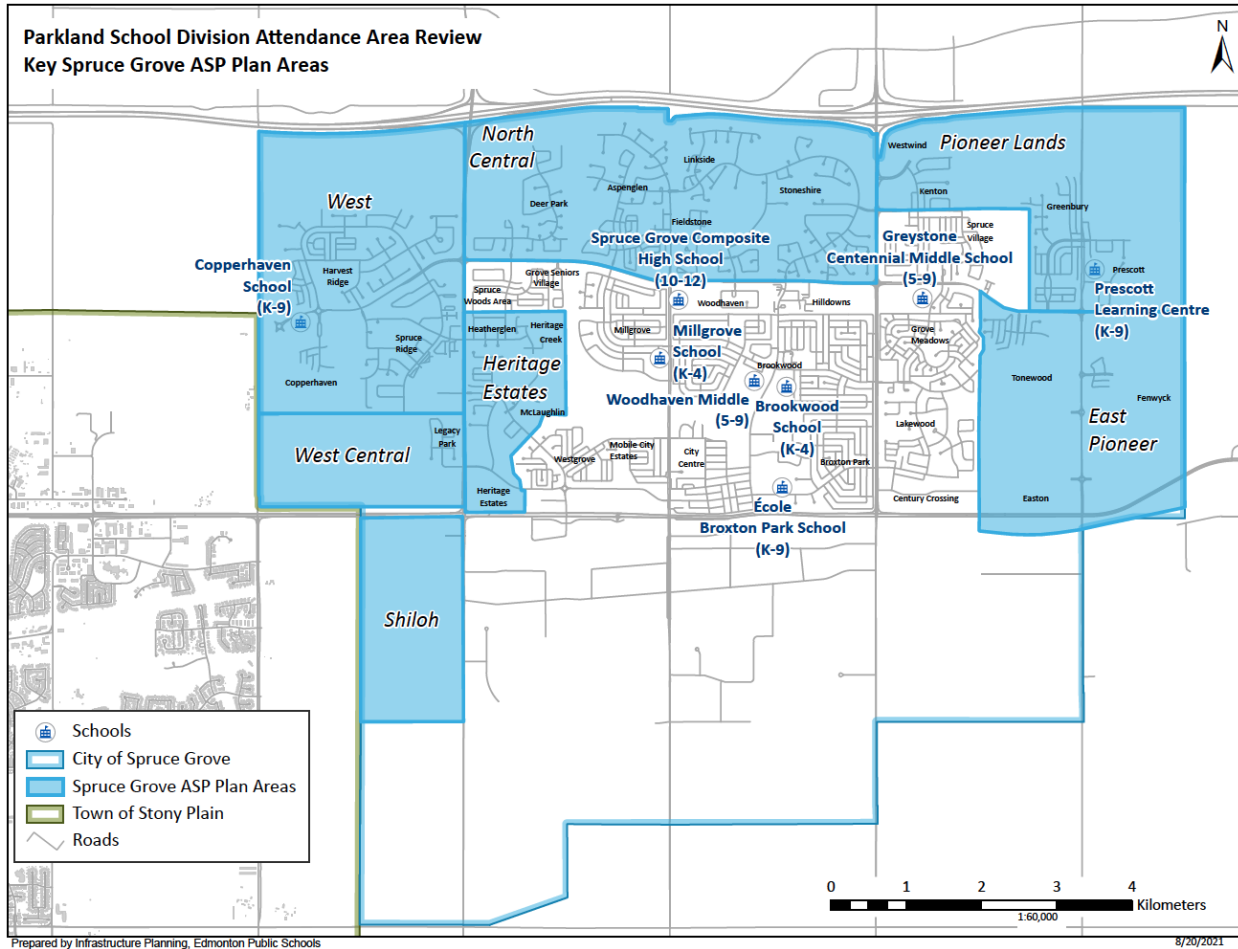 Parkland School Division Attendance Area Review
Key Spruce Grove ASP Plan Areas
N
North
Central
Pioneer Lands
Westwind
Linkside
Aspenglen
Stoneshire
Kenton
West
Deer Park
Greenbury
Fieldstone
Spruce
Village
Spruce Grove Composite
High School
(10-12)
Greystone
Centennial Middle School
(5-9)
Copperhaven
School
(K-9)
Harvest
Ridge
Grove Seniors
Village
Spruce
Woods Area
Prescott
Prescott
Learning Centre
(K-9)
Woodhaven
Hilldowns
Heatherglen
Heritage
Creek
Millgrove
Millgrove
School
(K-4)
Grove
Meadows
Spruce
Ridge
Heritage
Estates
Brookwood
Copperhaven
Tonewood
Woodhaven Middle
(5-9)
Brookwood
School
(K-4)
Fenwyck
McLaughlin
East
Pioneer
Legacy
Park
Lakewood
West Central
Westgrove
Mobile City
Estates
City
Centre
Broxton Park
Heritage
Estates
Century Crossing
Easton
École
Broxton Park School
(K-9)
Shiloh
Schools
City of Spruce Grove
Spruce Grove ASP Plan Areas
Town of Stony Plain
Roads
0 1 2 3 4
Kilometers
1:60,000
Prepared by Infrastructure Planning, Edmonton Public Schools
8/20/2021